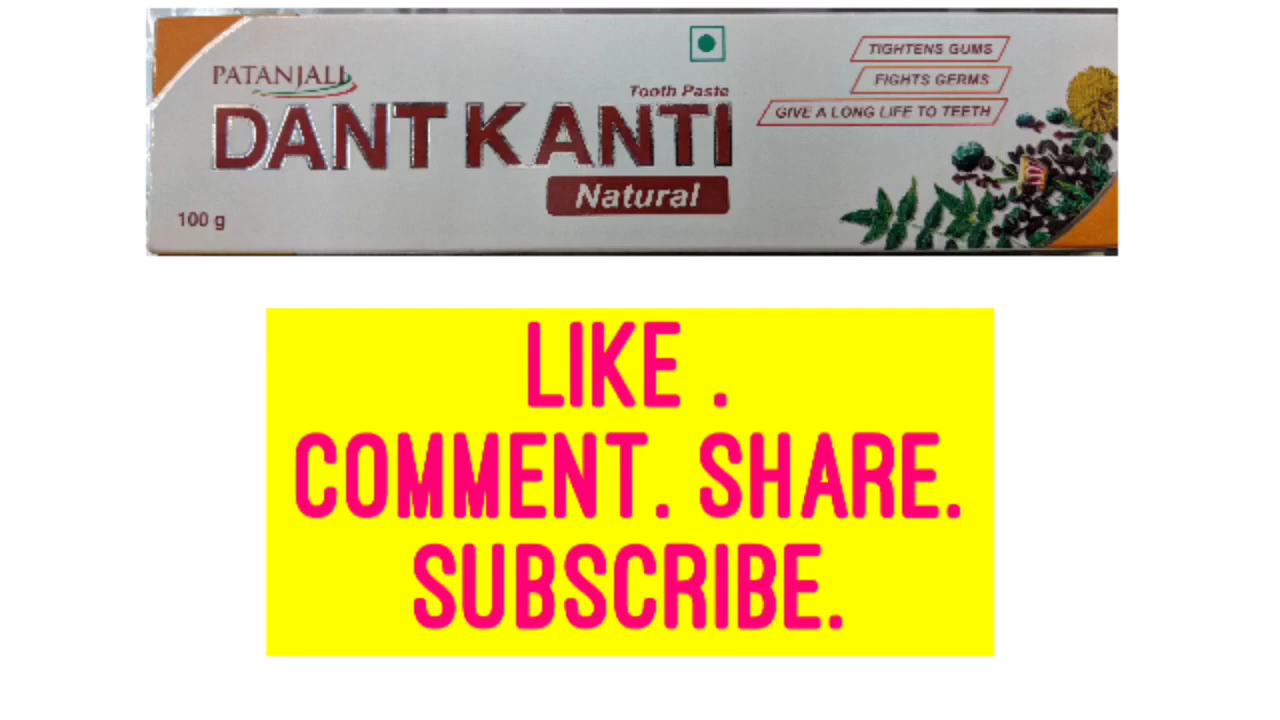 PATANJALI
Tooth Paste
DANT KANTI
Natural
100 g
TIGHTENS GUMS
FIGHTS GERMS
GIVE A LONG LIFE TO TEETH
LIKE .
COMMENT. SHARE.
SUBSCRIBE.